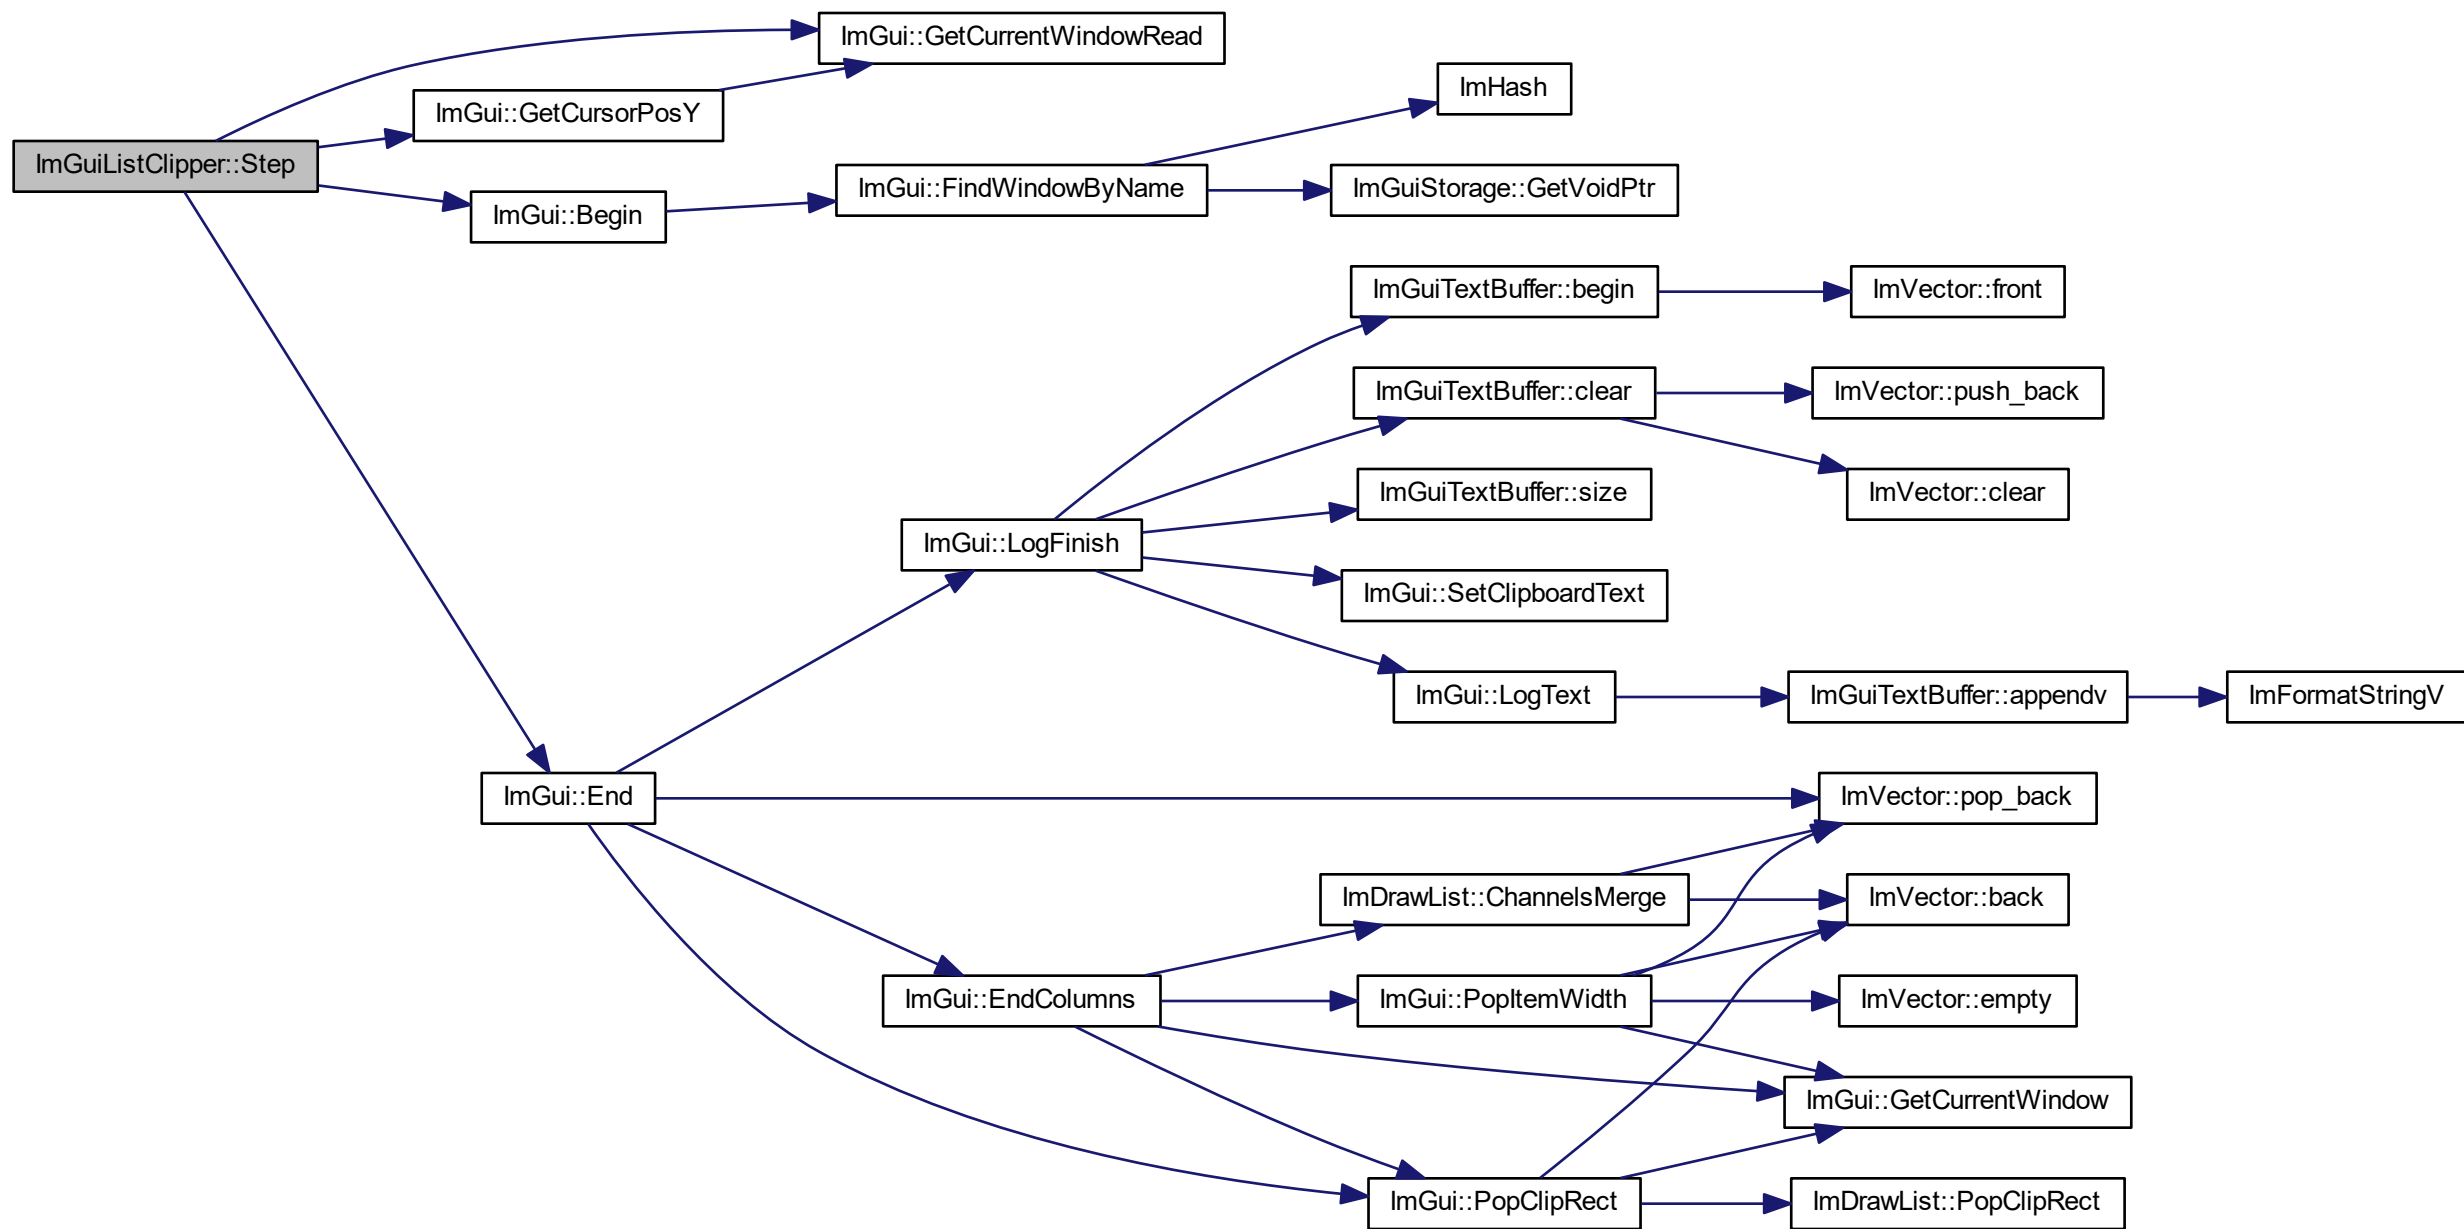 ImGui::GetCurrentWindowRead
ImHash
ImGui::GetCursorPosY
ImGuiListClipper::Step
ImGui::FindWindowByName
ImGuiStorage::GetVoidPtr
ImGui::Begin
ImGuiTextBuffer::begin
ImVector::front
ImGuiTextBuffer::clear
ImVector::push_back
ImGuiTextBuffer::size
ImVector::clear
ImGui::LogFinish
ImGui::SetClipboardText
ImGui::LogText
ImGuiTextBuffer::appendv
ImFormatStringV
ImGui::End
ImVector::pop_back
ImDrawList::ChannelsMerge
ImVector::back
ImGui::EndColumns
ImGui::PopItemWidth
ImVector::empty
ImGui::GetCurrentWindow
ImGui::PopClipRect
ImDrawList::PopClipRect